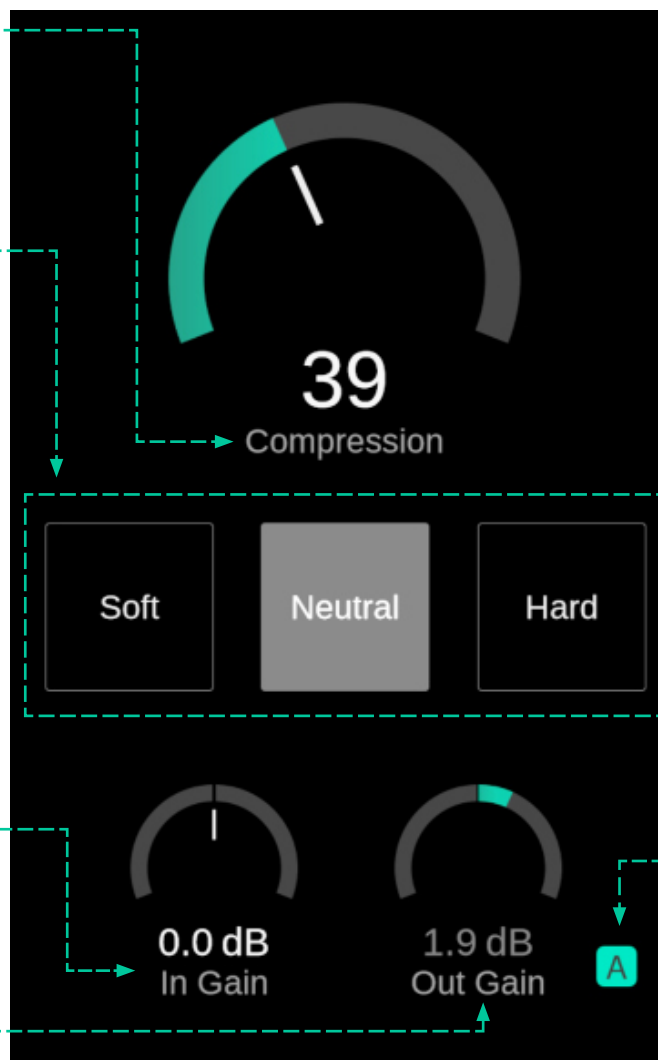 39
Compression
Soft Neutral Hard
0.0 dB 1.9 dB
In Gain Out Gain A